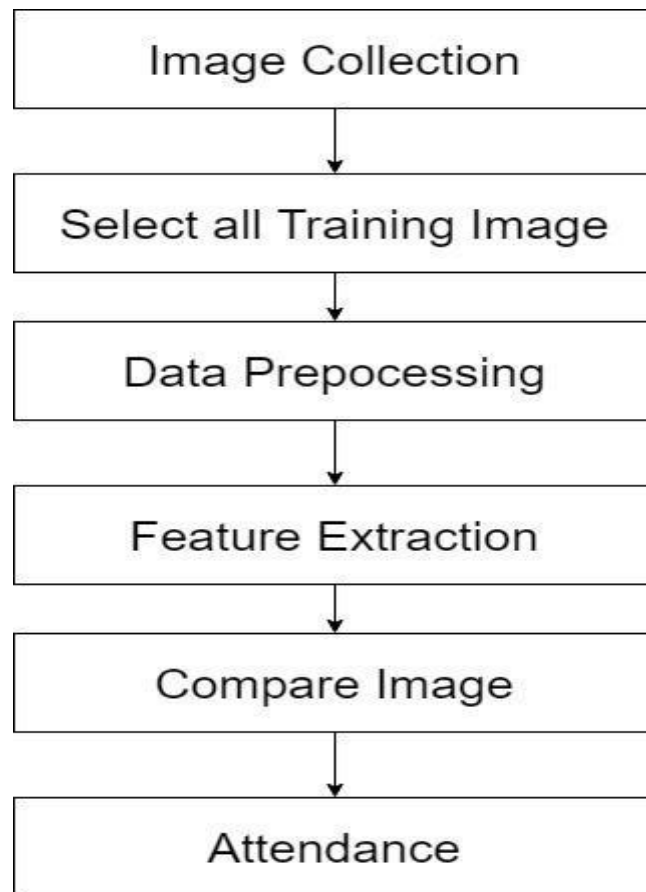 Image Collection
Select all Training Image
Data Prepocessing
Feature Extraction
Compare Image
Attendance